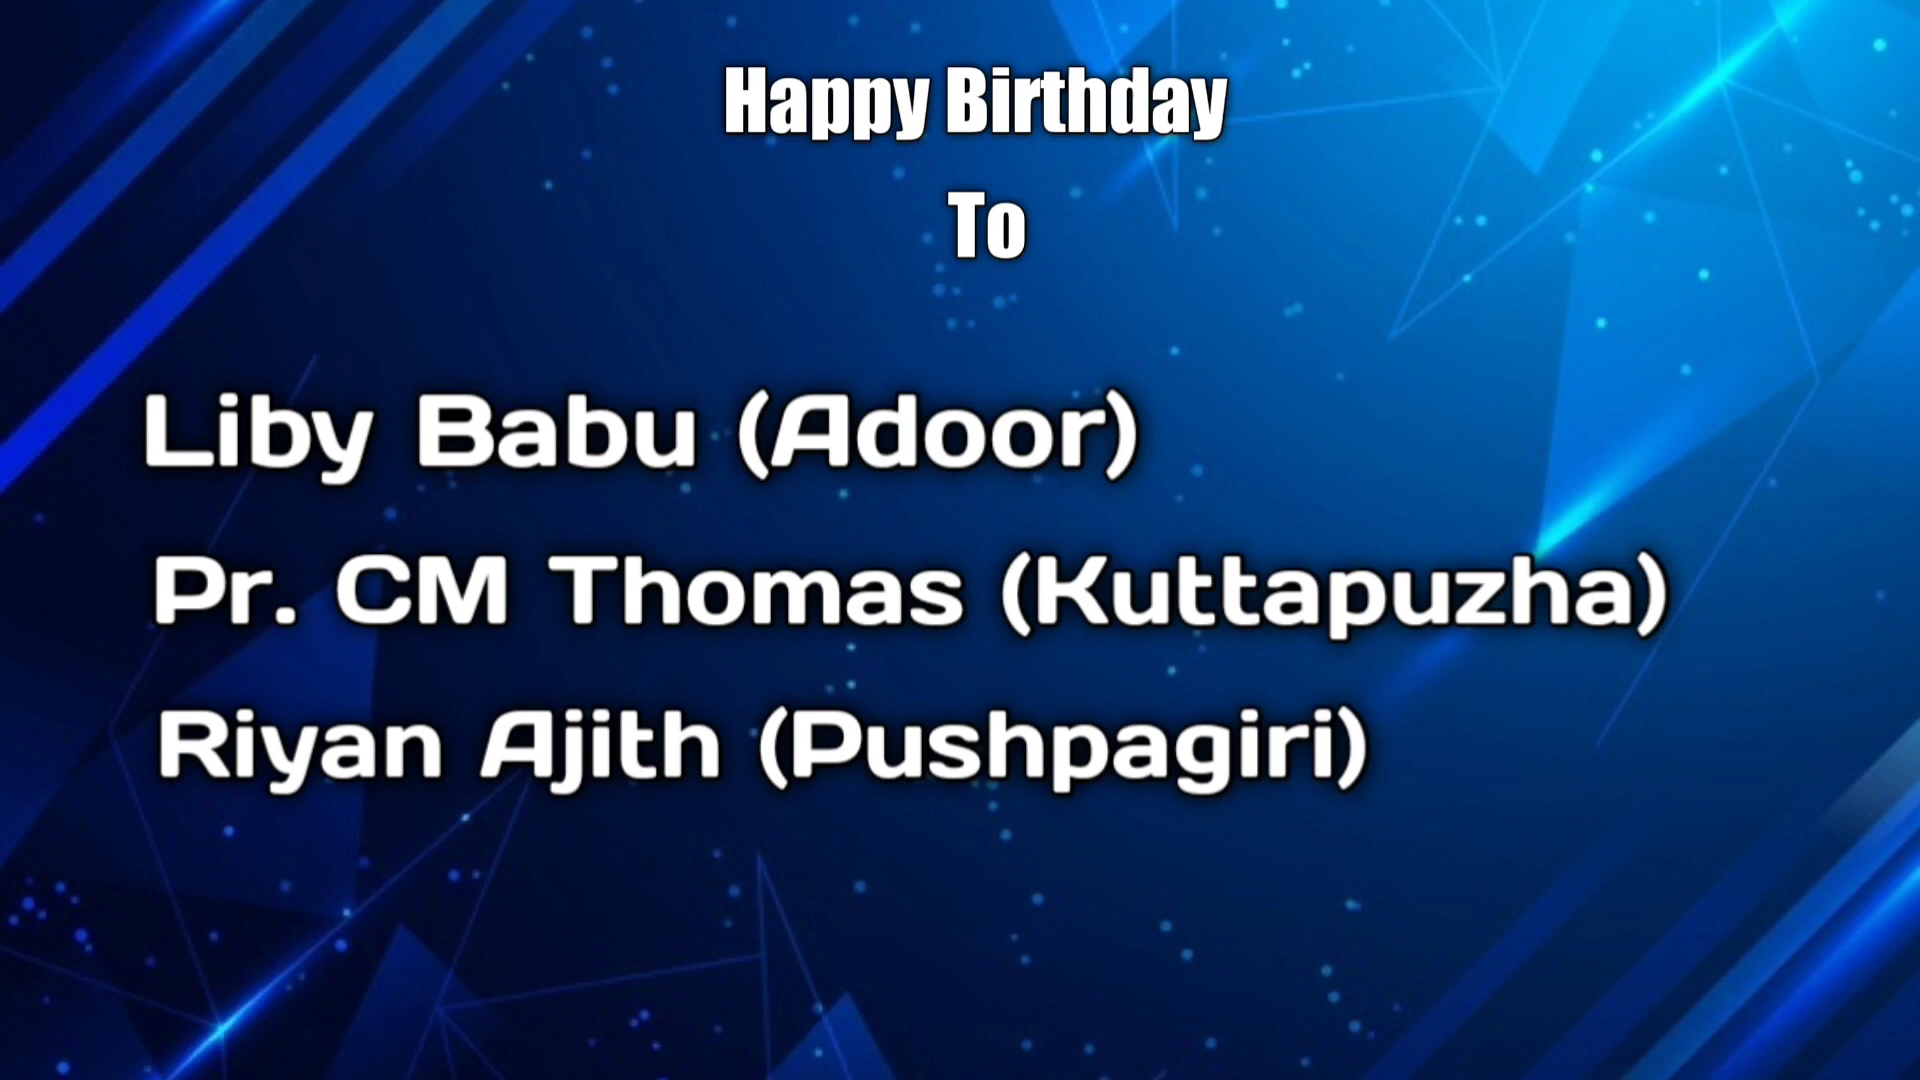 Happy Birthday
To
Liby Babu (Adoor)
Pr. CM Thomas (Kuttapuzha)
Riyan Ajith (Pushpagiri)